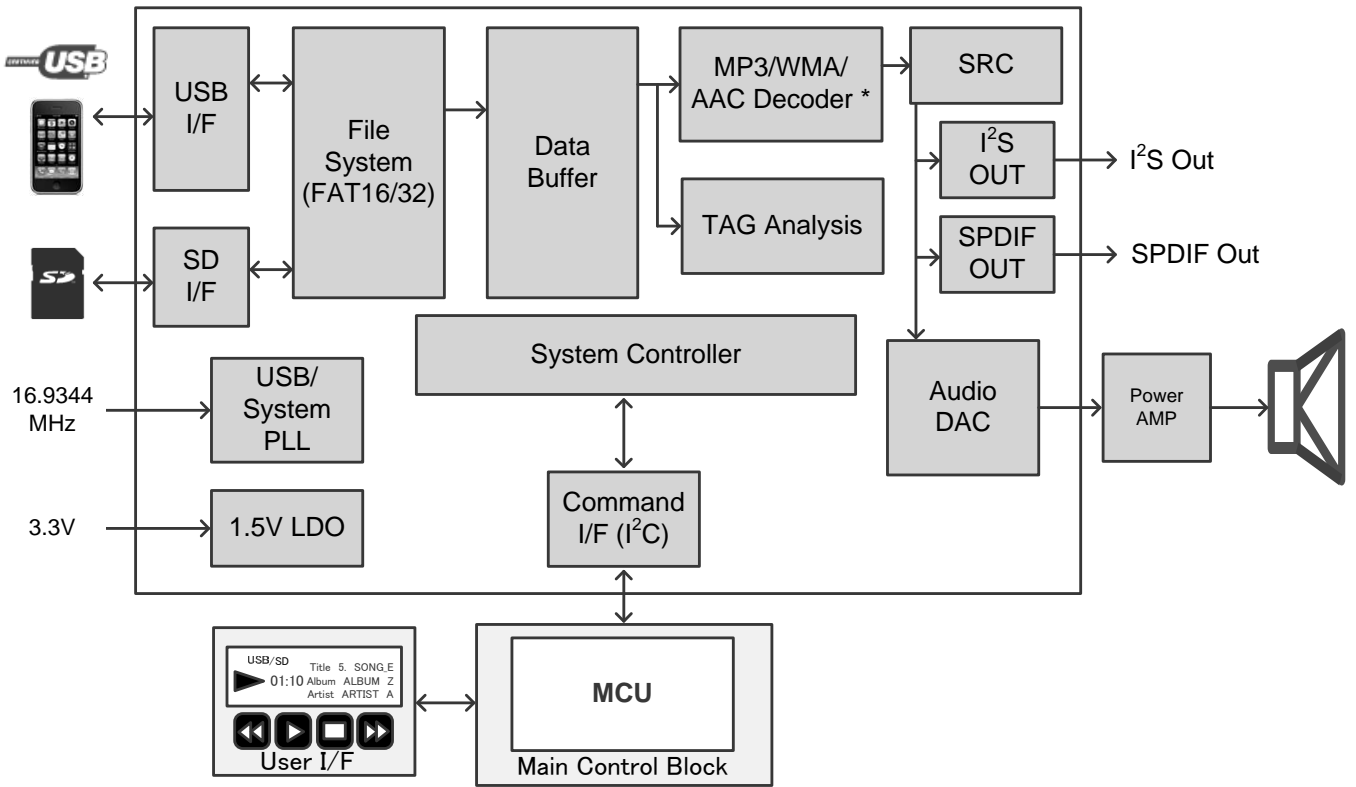 USB
USB
I/F
File
System
(FAT16/32)
Data
Buffer
MP3/WMA/
AAC Decoder *
SRC
I²S
OUT
I²S Out
TAG Analysis
SPDIF
OUT
SPDIF Out
SD
I/F
SD
System Controller
16.9344
MHz
USB/
System
PLL
Audio
DAC
Power
AMP
3.3V
1.5V LDO
Command
I/F (I²C)
USB/SD
01:10
Title 5. SONG_E
Album ALBUM Z
Artist ARTIST A
User I/F
MCU
Main Control Block